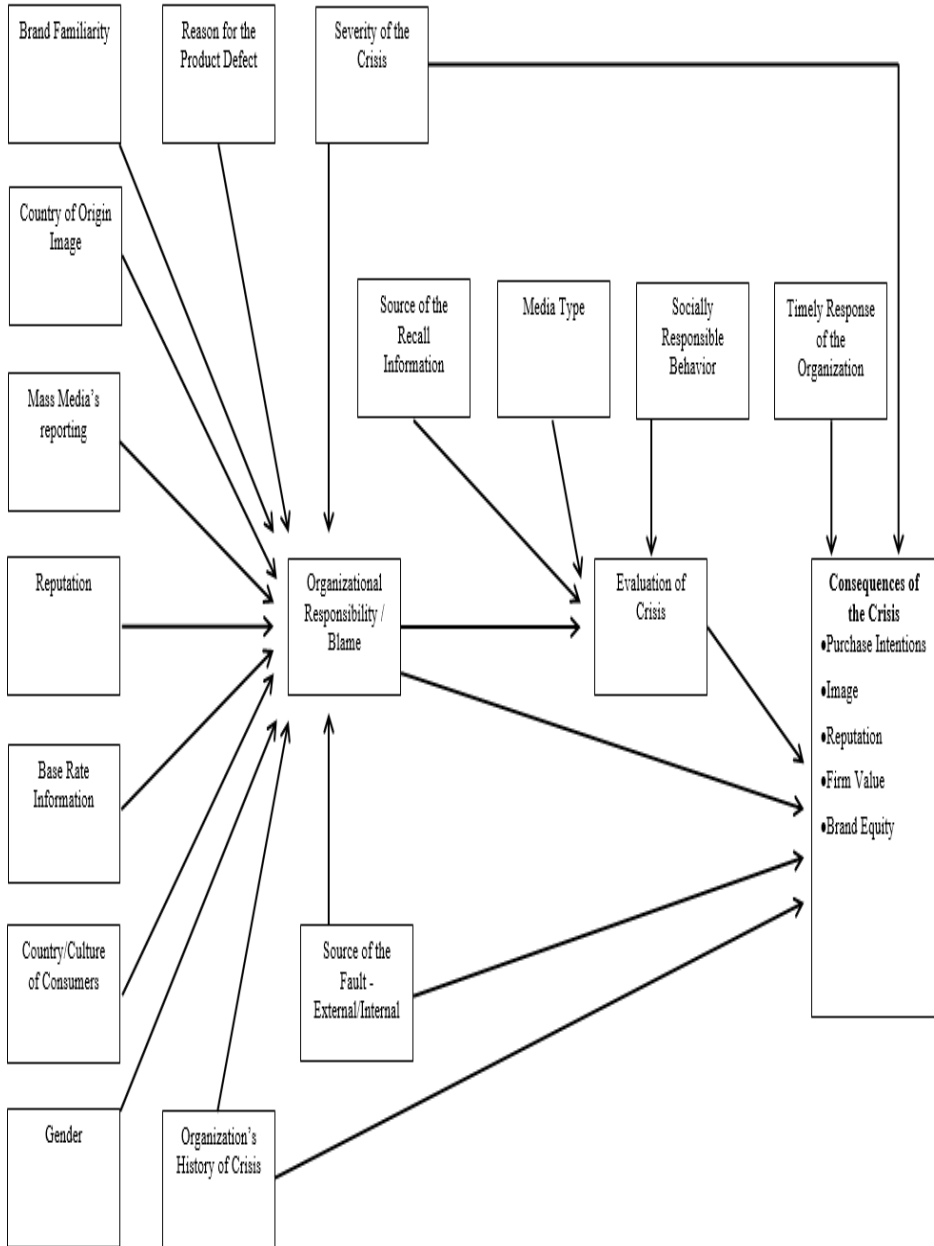 Brand Familiarity
Reason for the
Product Defect
Severity of the
Crisis
Country of Origin
Image
Source of the
Recall
Information
Media Type
Socially
Responsible
Behavior
Timely Response
of the
Organization
Mass Media's
reporting
Reputation
Organizational
Responsibility /
Blame
Evaluation of
Crisis
Consequences of
the Crisis
•Purchase Intentions
•Image
•Reputation
•Firm Value
•Brand Equity
Base Rate
Information
Country/Culture
of Consumers
Source of the
Fault -
External/Internal
Gender
Organization's
History of Crisis